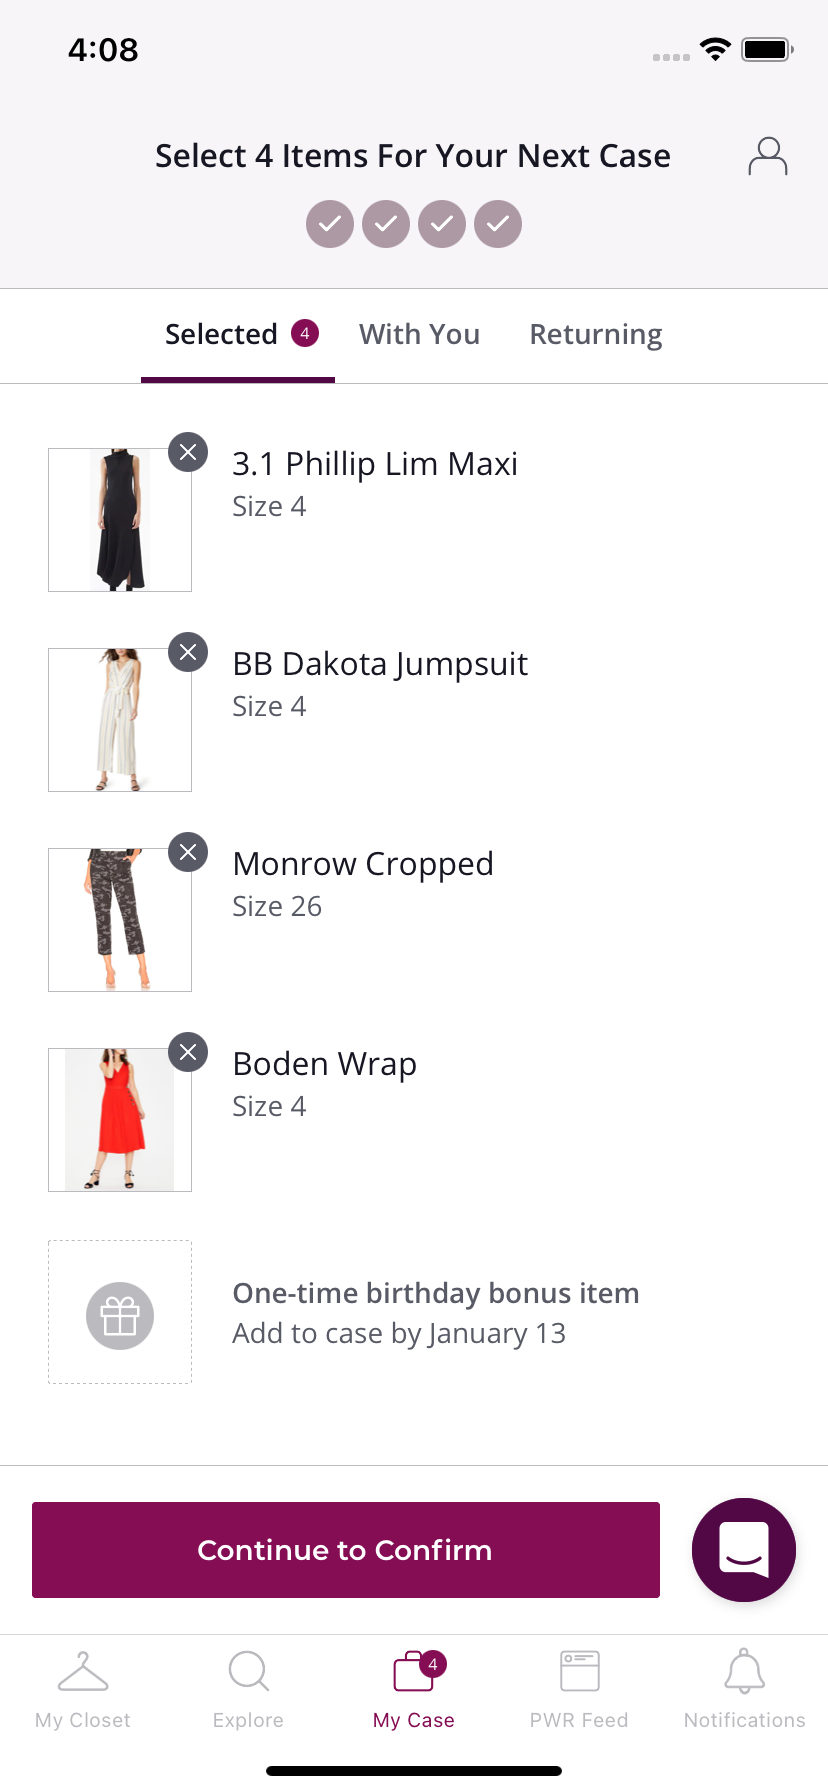 4:08
Select 4 Items For Your Next Case
Selected 4 With You Returning
3.1 Phillip Lim Maxi
Size 4
BB Dakota Jumpsuit
Size 4
Monrow Cropped
Size 26
Boden Wrap
Size 4
One-time birthday bonus item
Add to case by January 13
Continue to Confirm
4
My Closet Explore My Case PWR Feed Notifications